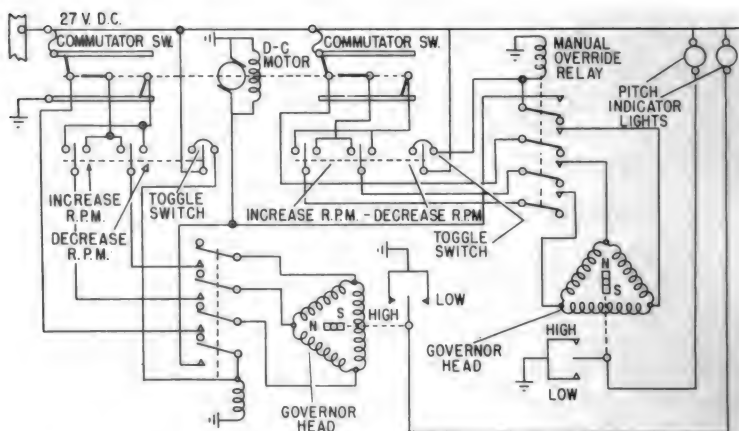 27 V. D.C.
COMMUTATOR SW.
D-C
MOTOR
COMMUTATOR SW.
MANUAL
OVERRIDE
RELAY
PITCH
INDICATOR
LIGHTS
INCREASE
R.P.M.
DECREASE
R.P.M.
TOGGLE
SWITCH
INCREASE R.P.M. - DECREASE R.P.M
TOGGLE
SWITCH
N
S
HIGH
LOW
GOVERNOR
HEAD
N
S
GOVERNOR
HEAD
HIGH
LOW